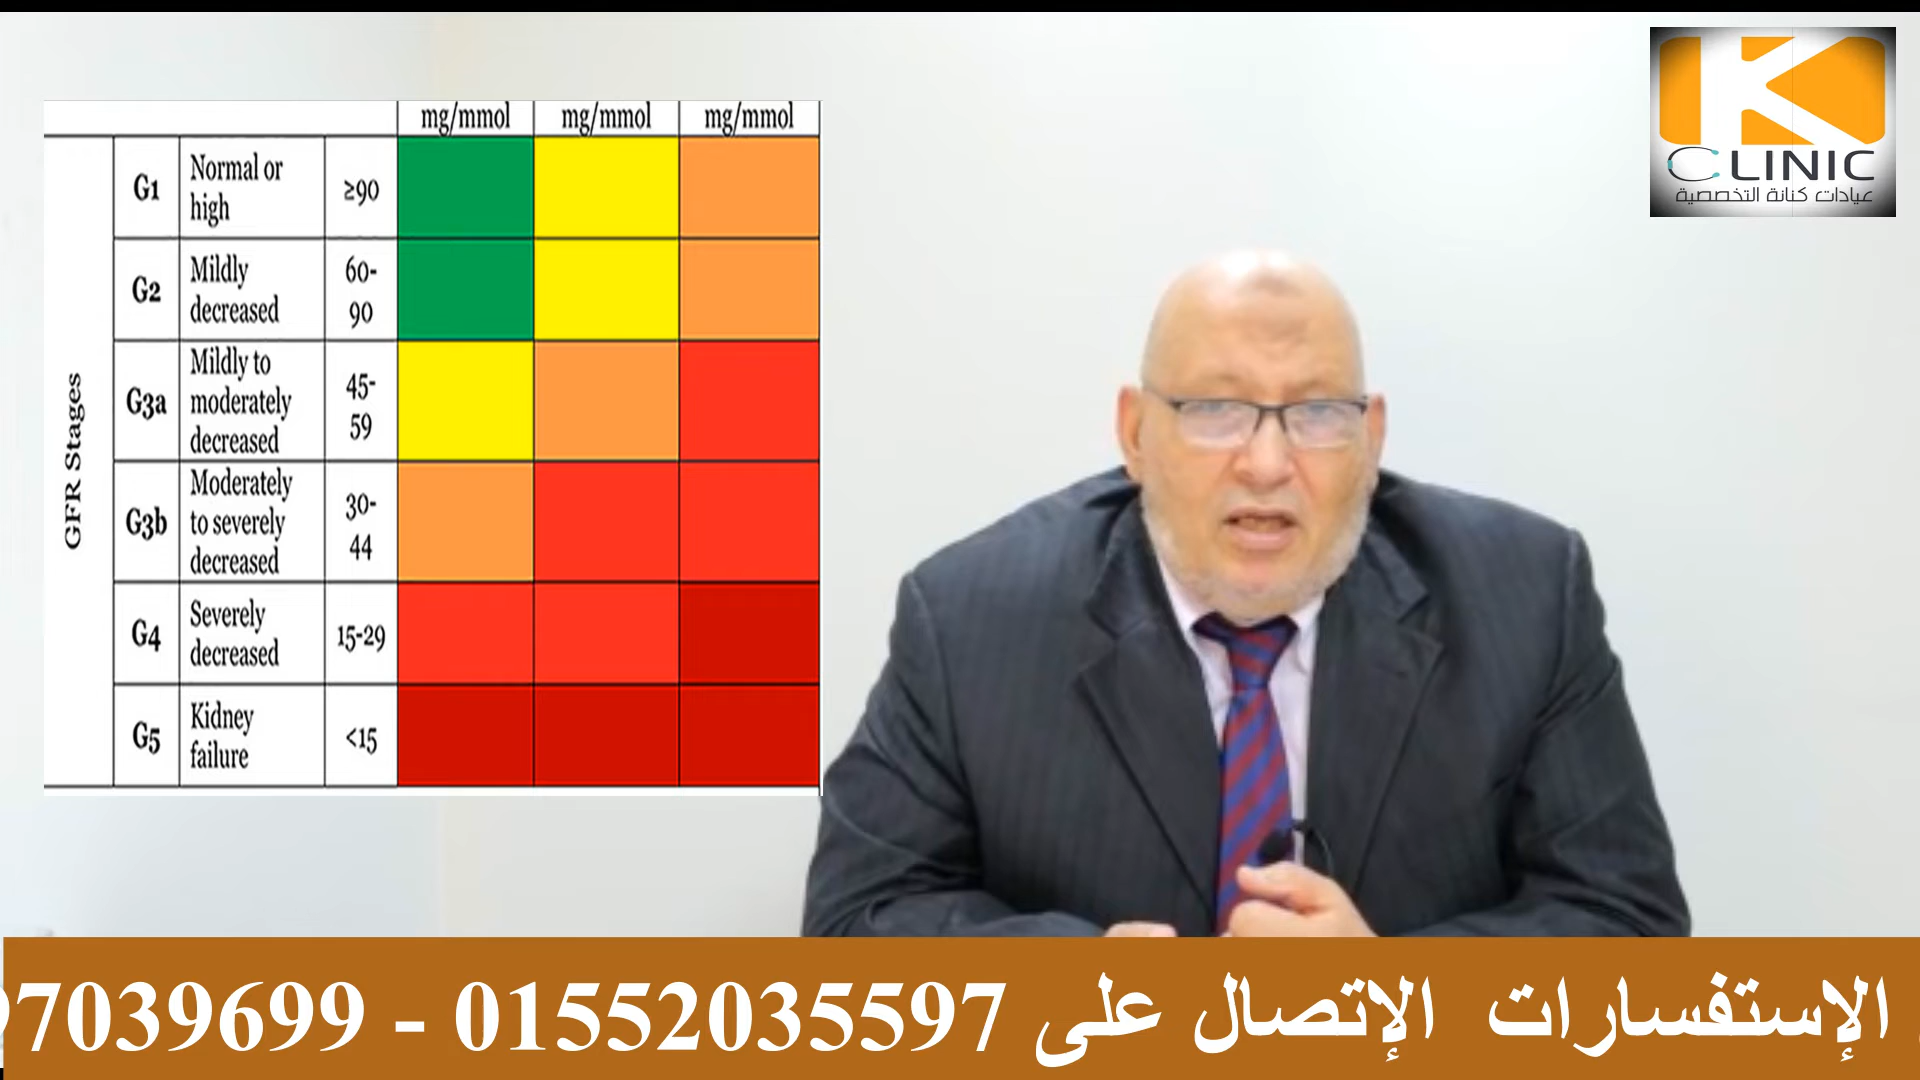 mg/mmol mg/mmol mg/mmol
GFR Stages
G1 Normal or high ≥90
G2 Mildly decreased 60-90
G3a Mildly to moderately decreased 45-59
G3b Moderately to severely decreased 30-44
G4 Severely decreased 15-29
G5 Kidney failure <15
K
CLINIC
عيادات كنانة التخصصية
الإستفسارات الإتصال على 01552035597 - 97039699